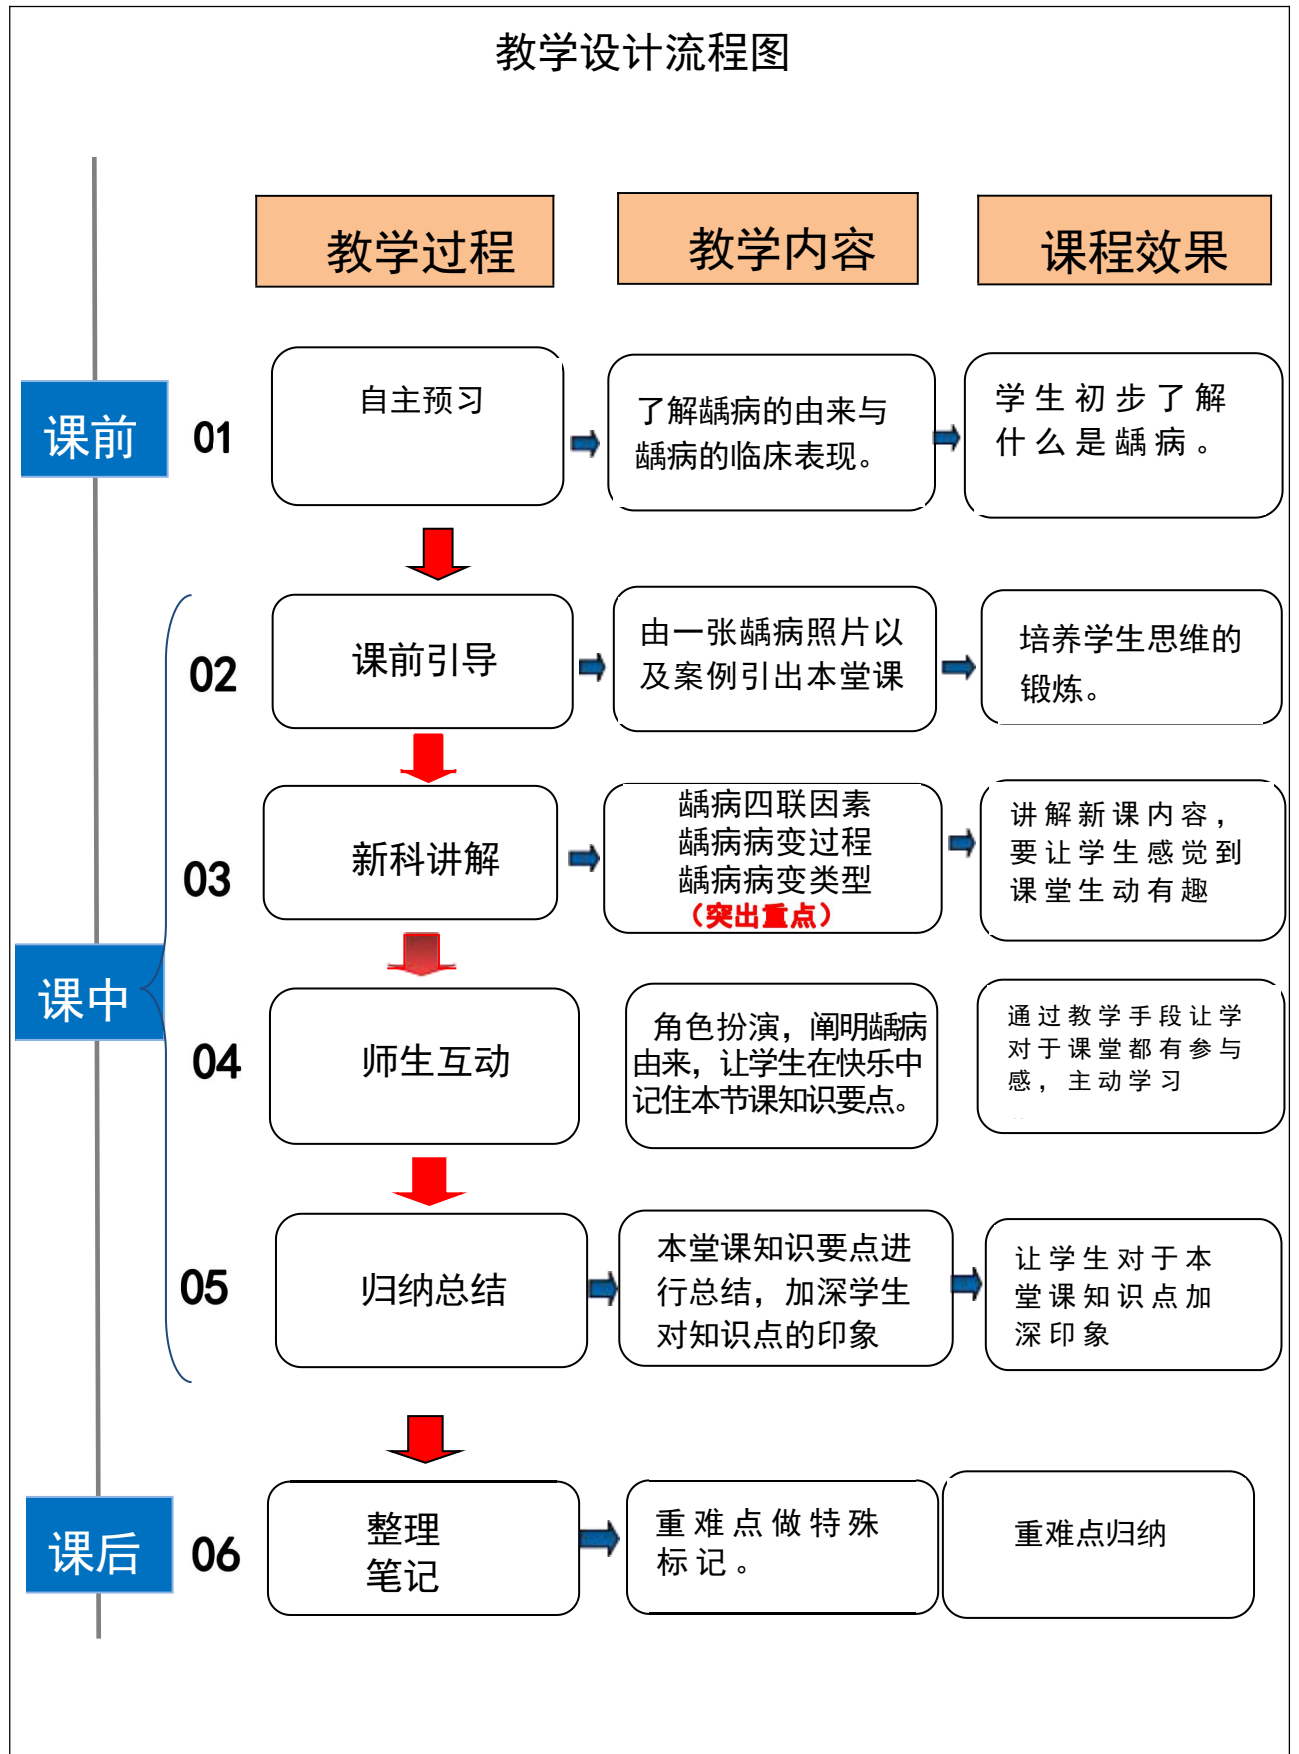 教学设计流程图
教学过程
教学内容
课程效果
课前
01
自主预习
了解龋病的由来与
龋病的临床表现。
学生初步了解
什么是龋病。
02
课前引导
由一张龋病照片以
及案例引出本堂课
培养学生思维的
锻炼。
03
新科讲解
龋病四联因素
龋病病变过程
龋病病变类型
（突出重点）
讲解新课内容，
要让学生感觉到
课堂生动有趣
课中
04
师生互动
角色扮演，阐明龋病
由来，让学生在快乐中
记住本节课知识要点。
通过教学手段让学
对于课堂都有参与
感，主动学习
05
归纳总结
本堂课知识要点进
行总结，加深学生
对知识点的印象
让学生对于本
堂课知识点加
深印象
课后
06
整理
笔记
重难点做特殊
标记。
重难点归纳